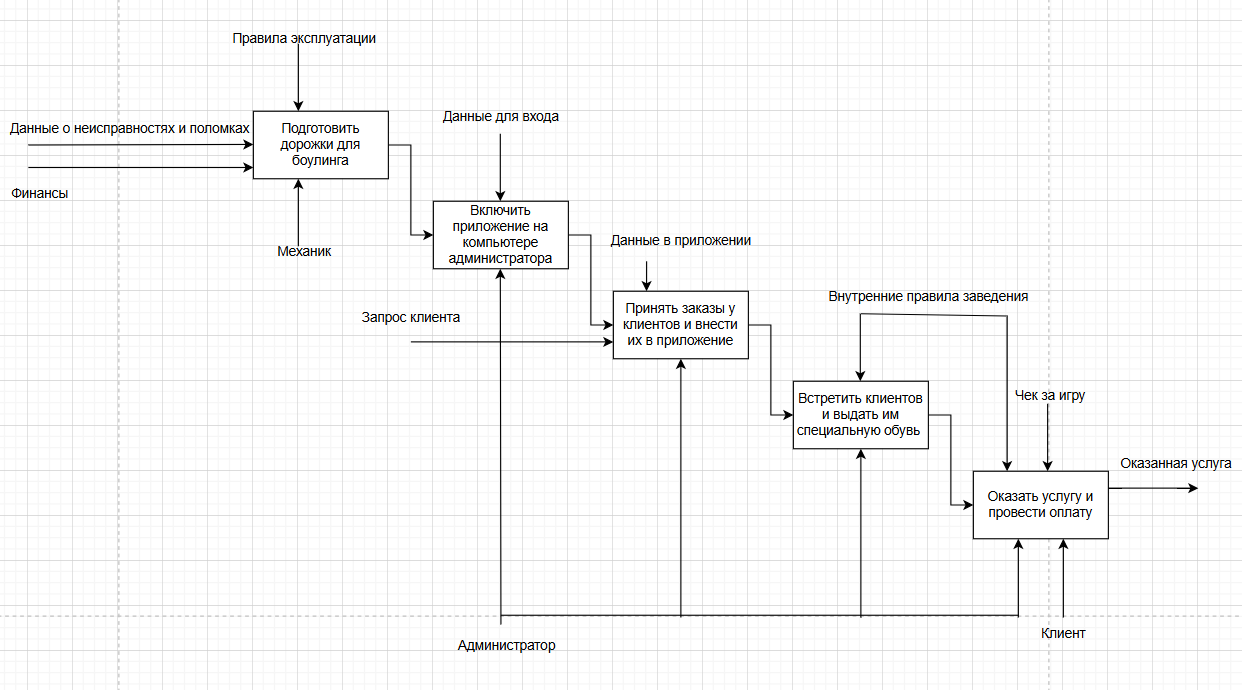 Правила эксплуатации
Данные для входа
Данные о неисправностях и поломках
Подготовить
дорожки для
боулинга
Финансы
Механик
Включить
приложение на
компьютере
администратора
Данные в приложении
Запрос клиента
Принять заказы у
клиентов и внести
их в приложение
Внутренние правила заведения
Встретить клиентов
и выдать им
специальную обувь
Чек за игру
Оказанная услуга
Оказать услугу и
провести оплату
Администратор
Клиент